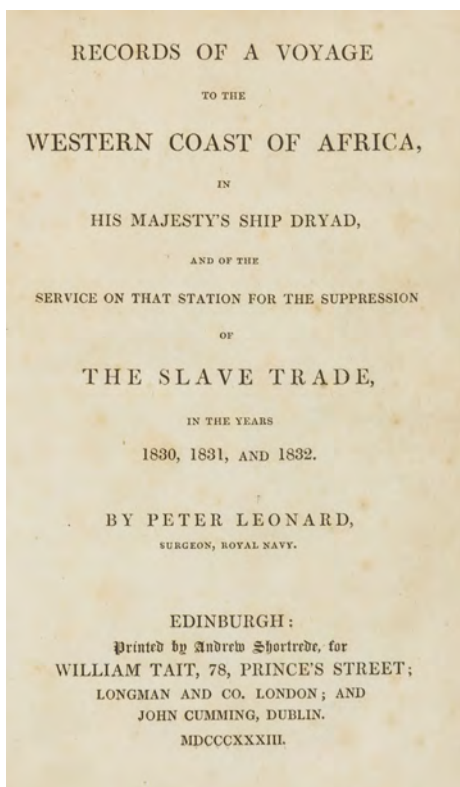 RECORDS OF A VOYAGE
TO THE
WESTERN COAST OF AFRICA,
IN
HIS MAJESTY'S SHIP DRYAD,
AND OF THE
SERVICE ON THAT STATION FOR THE SUPPRESSION
OF
THE SLAVE TRADE,
IN THE YEARS
1830, 1831, AND 1832.
BY PETER LEONARD,
SURGEON, ROYAL NAVY.
EDINBURGH:
Printed by Andrew Shortrede, for
WILLIAM TAIT, 78, PRINCE'S STREET;
LONGMAN AND CO. LONDON; AND
JOHN CUMMING, DUBLIN.
MDCCCXXXIII.